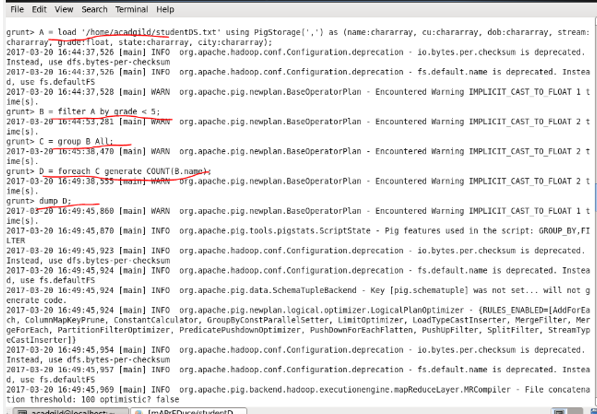 File Edit View Search Terminal Help
grunt> A = load '/home/acadgild/studentDS.txt' using PigStorage(',') as (name:chararray, cu:chararray, dob:chararray, stream:
chararray, grade:float, state:chararray, city:chararray);
2017-03-20 16:44:37,526 [main] INFO org.apache.hadoop.conf.Configuration.deprecation - io.bytes.per.checksum is deprecated.
Instead, use dfs.bytes-per-checksum
2017-03-20 16:44:37,526 [main] INFO org.apache.hadoop.conf.Configuration.deprecation - fs.default.name is deprecated. Instea
d, use fs.defaultFS
2017-03-20 16:44:37,528 [main] WARN org.apache.pig.newplan.BaseOperatorPlan - Encountered Warning IMPLICIT_CAST_TO_FLOAT 1 t
ime(s).
grunt> B = filter A by grade < 5;
2017-03-20 16:44:53,281 [main] WARN org.apache.pig.newplan.BaseOperatorPlan - Encountered Warning IMPLICIT_CAST_TO_FLOAT 2 t
ime(s).
grunt> C = group B All;
2017-03-20 16:45:38,470 [main] WARN org.apache.pig.newplan.BaseOperatorPlan - Encountered Warning IMPLICIT_CAST_TO_FLOAT 2 t
ime(s).
grunt> D = foreach C generate COUNT(B.name);
2017-03-20 16:49:38,555 [main] WARN org.apache.pig.newplan.BaseOperatorPlan - Encountered Warning IMPLICIT_CAST_TO_FLOAT 2 t
ime(s).
grunt> dump D;
2017-03-20 16:49:45,860 [main] WARN org.apache.pig.newplan.BaseOperatorPlan - Encountered Warning IMPLICIT_CAST_TO_FLOAT 1 t
ime(s).
2017-03-20 16:49:45,870 [main] INFO org.apache.pig.tools.pigstats.ScriptState - Pig features used in the script: GROUP_BY,FI
LTER
2017-03-20 16:49:45,923 [main] INFO org.apache.hadoop.conf.Configuration.deprecation - io.bytes.per.checksum is deprecated.
Instead, use dfs.bytes-per-checksum
2017-03-20 16:49:45,924 [main] INFO org.apache.hadoop.conf.Configuration.deprecation - fs.default.name is deprecated. Instea
d, use fs.defaultFS
2017-03-20 16:49:45,924 [main] INFO org.apache.pig.data.SchemaTupleBackend - Key [pig.schematuple] was not set... will not g
enerate code.
2017-03-20 16:49:45,924 [main] INFO org.apache.pig.newplan.logical.optimizer.LogicalPlanOptimizer - {RULES_ENABLED=[AddForEa
ch, ColumnMapKeyPrune, ConstantCalculator, GroupByConstParallelSetter, LimitOptimizer, LoadTypeCastInserter, MergeFilter, Mer
geForEach, PartitionFilterOptimizer, PredicatePushdownOptimizer, PushDownForEachFlatten, PushUpFilter, SplitFilter, StreamTyp
eCastInserter]}
2017-03-20 16:49:45,954 [main] INFO org.apache.hadoop.conf.Configuration.deprecation - io.bytes.per.checksum is deprecated.
Instead, use dfs.bytes-per-checksum
2017-03-20 16:49:45,957 [main] INFO org.apache.hadoop.conf.Configuration.deprecation - fs.default.name is deprecated. Instea
d, use fs.defaultFS
2017-03-20 16:49:45,969 [main] INFO org.apache.pig.backend.hadoop.executionengine.mapReduceLayer.MRCompiler - File concatena
tion threshold: 100 optimistic? false